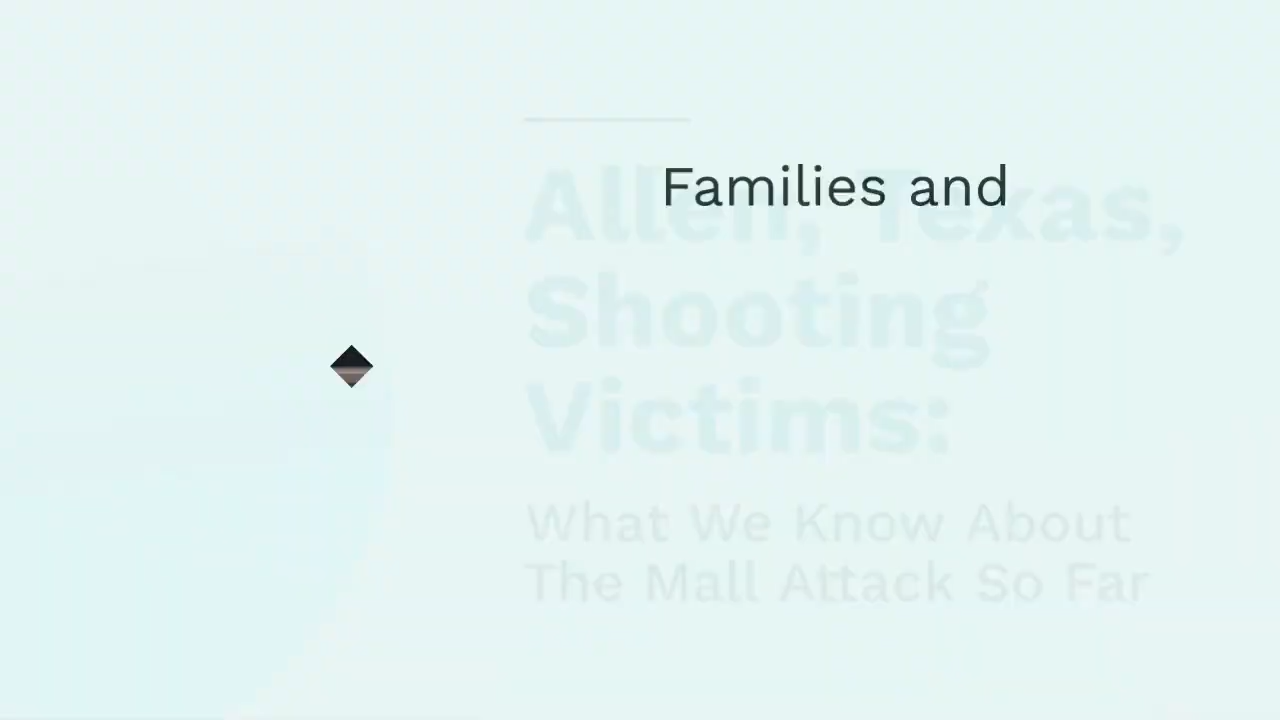 Families and
Allen, Texas,
Shooting
Victims:
What We Know About
The Mall Attack So Far